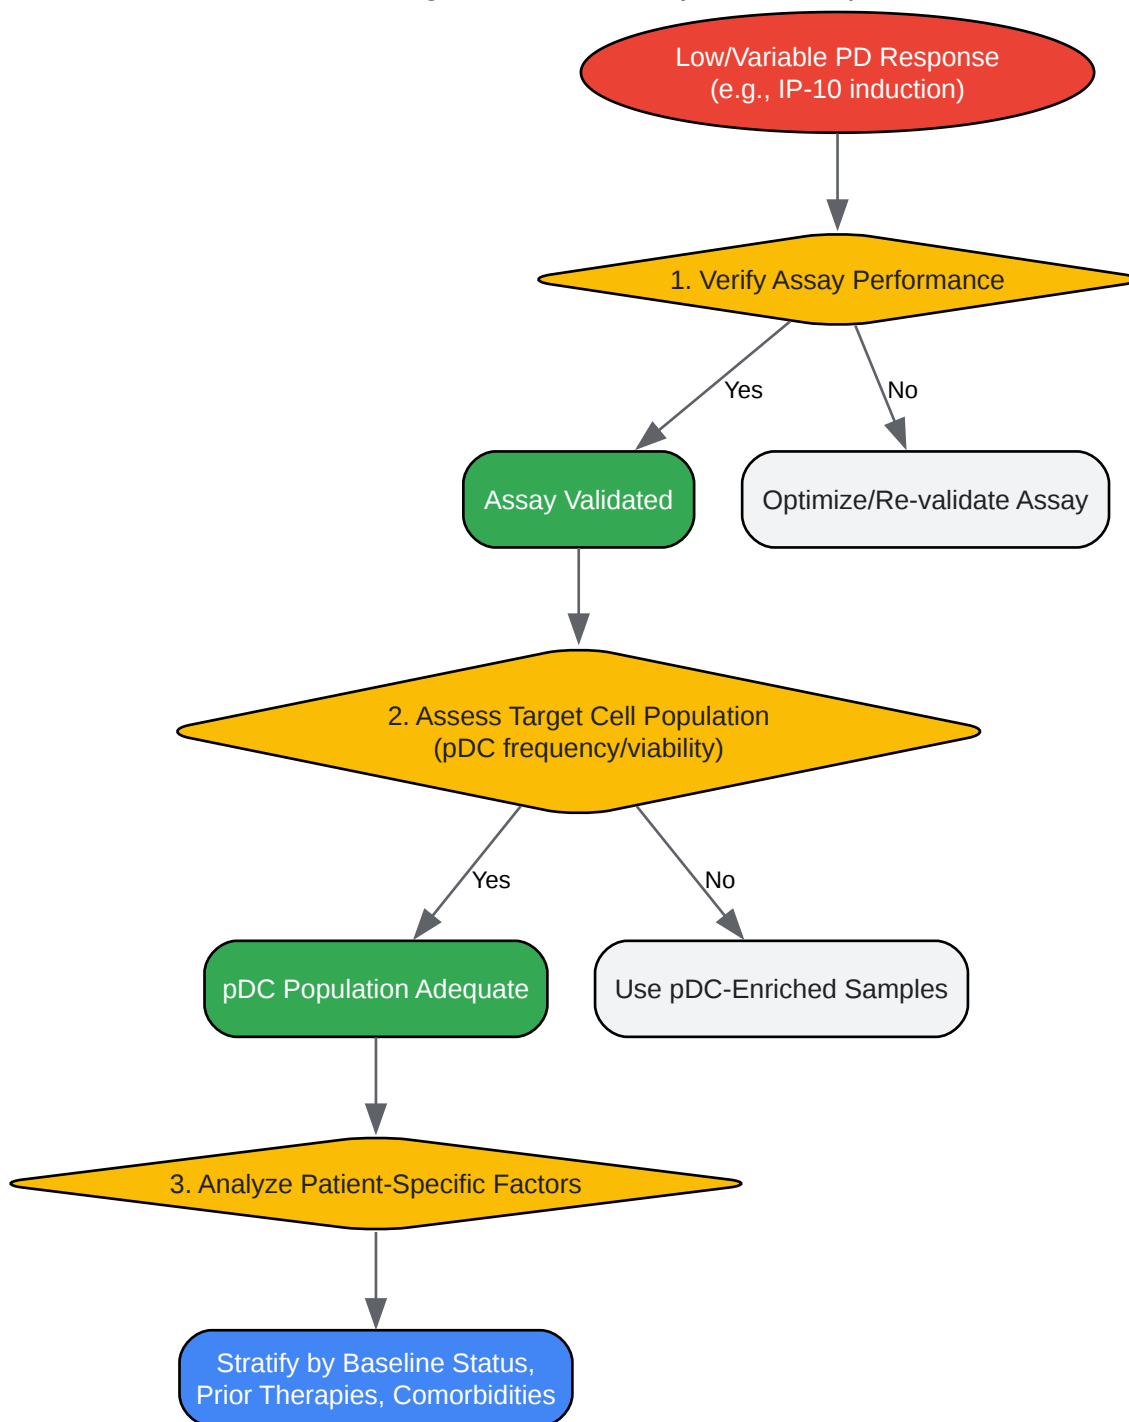 Low/Variable PD Response
(e.g., IP-10 induction)
1. Verify Assay Performance
Yes
No
Assay Validated
Optimize/Re-validate Assay
2. Assess Target Cell Population
(pDC frequency/viability)
Yes
No
pDC Population Adequate
Use pDC-Enriched Samples
3. Analyze Patient-Specific Factors
Stratify by Baseline Status,
Prior Therapies, Comorbidities